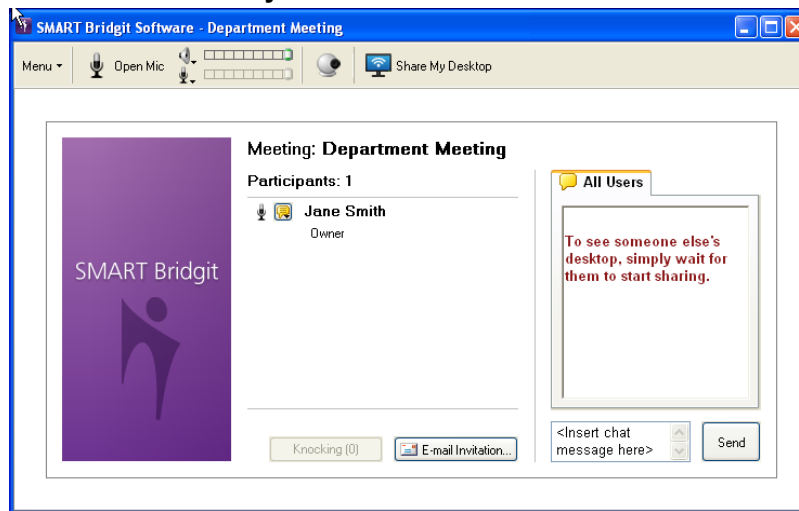 SMART Bridgit Software - Department Meeting
Menu Open Mic Share My Desktop
SMART Bridgit
Meeting: Department Meeting
Participants: 1
Jane Smith
Owner
Knocking (0) E-mail Invitation...
All Users
To see someone else's
desktop, simply wait for
them to start sharing.
<Insert chat
message here>
Send